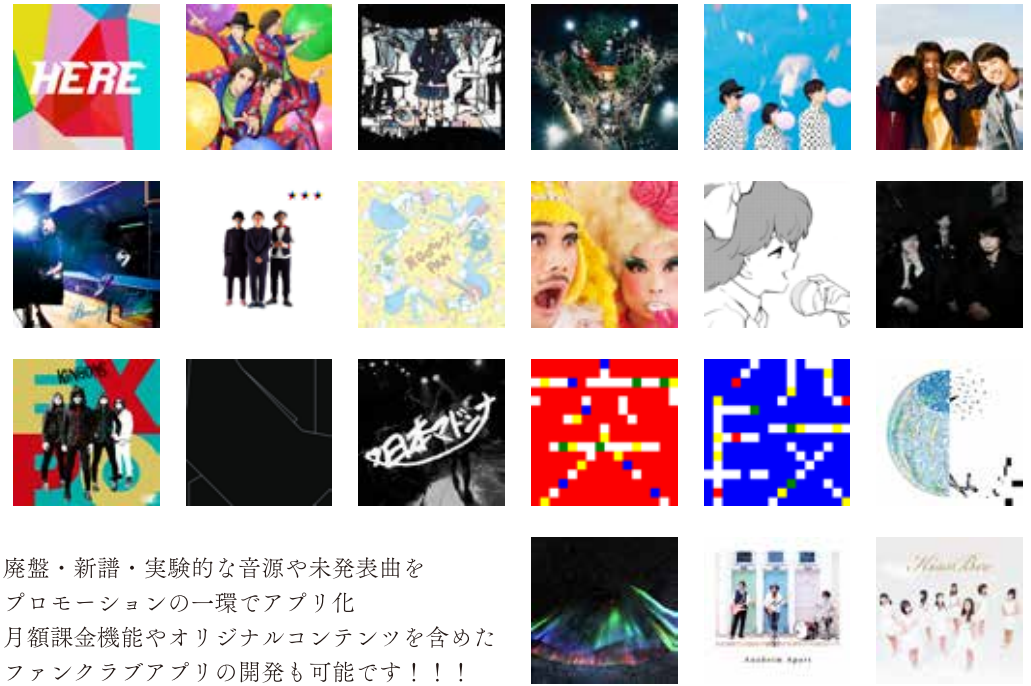 HERE
日本マドンナ
廃盤・新譜・実験的な音源や未発表曲を
プロモーションの一環でアプリ化
月額課金機能やオリジナルコンテンツを含めた
ファンクラブアプリの開発も可能です！！！
Anaheim Apart
KissBee